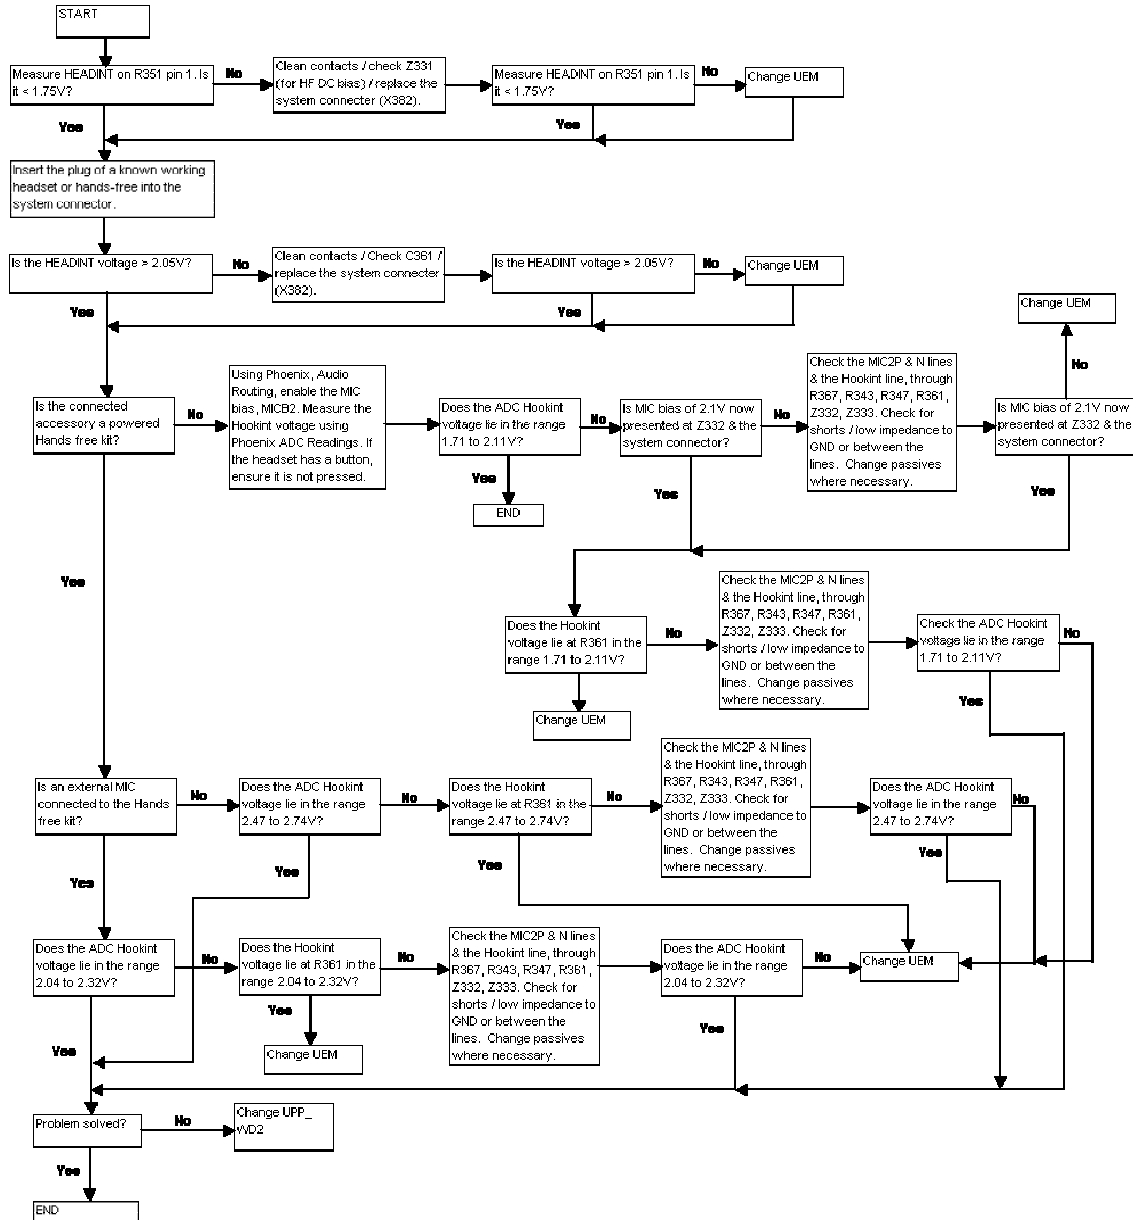 START
Measure HEADINT on R351 pin 1. Is
it < 1.75V?
No
Clean contacts / check Z331
(for HF DC bias) / replace the
system connecter (X382).
Measure HEADINT on R351 pin 1. Is
it < 1.75V?
No
Change UEM
Yes
Yes
Insert the plug of a known working
headset or hands-free into the
system connector.
Is the HEADINT voltage > 2.05V?
No
Clean contacts / Check C361 /
replace the system connecter
(X382).
Is the HEADINT voltage > 2.05V?
No
Change UEM
Yes
Yes
Change UEM
No
Is the connected
accessory a powered
Hands free kit?
No
Using Phoenix, Audio
Routing, enable the MIC
bias, MICB2. Measure the
Hookint voltage using
Phoenix ADC Readings. If
the headset has a button,
ensure it is not pressed.
Does the ADC Hookint
voltage lie in the range
1.71 to 2.11V?
No
Is MIC bias of 2.1V now
presented at Z332 & the
system connector?
No
Check the MIC2P & N lines
& the Hookint line, through
R367, R343, R347, R361,
Z332, Z333. Check for
shorts / low impedance to
GND or between the
lines. Change passives
where necessary.
Is MIC bias of 2.1V now
presented at Z332 & the
system connector?
Yes
END
Yes
Yes
Yes
Does the Hookint
voltage lie at R361 in the
range 1.71 to 2.11V?
No
Check the MIC2P & N lines
& the Hookint line, through
R367, R343, R347, R361,
Z332, Z333. Check for
shorts / low impedance to
GND or between the
lines. Change passives
where necessary.
Check the ADC Hookint
voltage lie in the range
1.71 to 2.11V?
No
Yes
Change UEM
Is an external MIC
connected to the Hands
free kit?
No
Does the ADC Hookint
voltage lie in the range
2.47 to 2.74V?
No
Does the Hookint
voltage lie at R361 in the
range 2.47 to 2.74V?
No
Check the MIC2P & N lines
& the Hookint line, through
R367, R343, R347, R361,
Z332, Z333. Check for
shorts / low impedance to
GND or between the
lines. Change passives
where necessary.
Does the ADC Hookint
voltage lie in the range
2.47 to 2.74V?
No
Yes
Yes
Yes
Yes
Does the ADC Hookint
voltage lie in the range
2.04 to 2.32V?
No
Does the Hookint
voltage lie at R361 in the
range 2.04 to 2.32V?
No
Check the MIC2P & N lines
& the Hookint line, through
R367, R343, R347, R361,
Z332, Z333. Check for
shorts / low impedance to
GND or between the
lines. Change passives
where necessary.
Does the ADC Hookint
voltage lie in the range
2.04 to 2.32V?
No
Change UEM
Yes
Yes
Yes
Change UEM
Problem solved?
No
Change UPP_
WD2
Yes
END